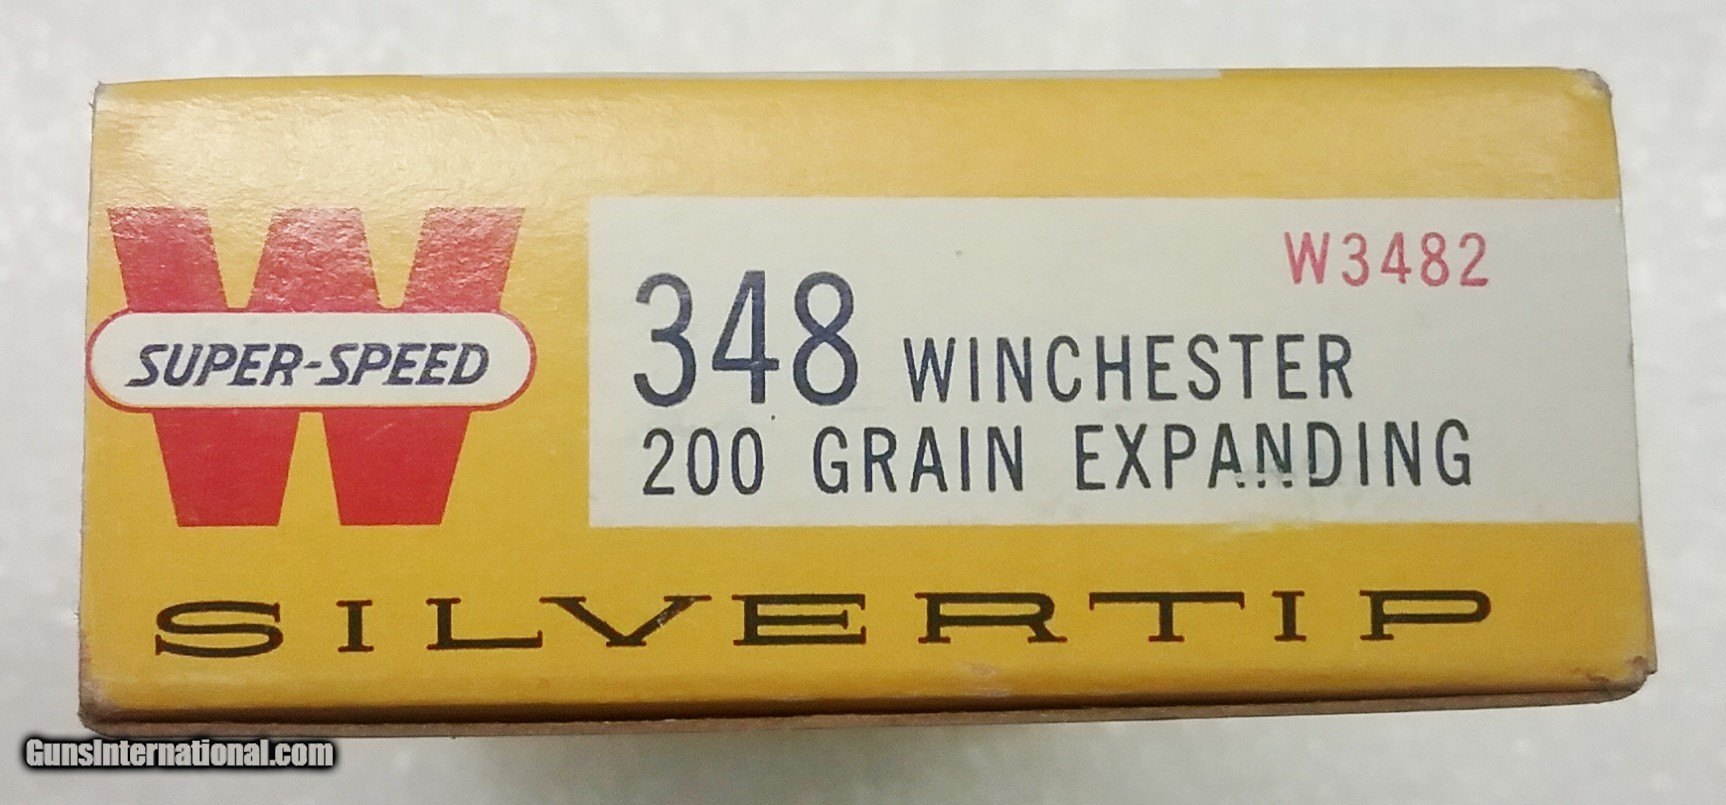 W
SUPER-SPEED
W3482
348 WINCHESTER
200 GRAIN EXPANDING
SILVERTIP
GunsInternational.com